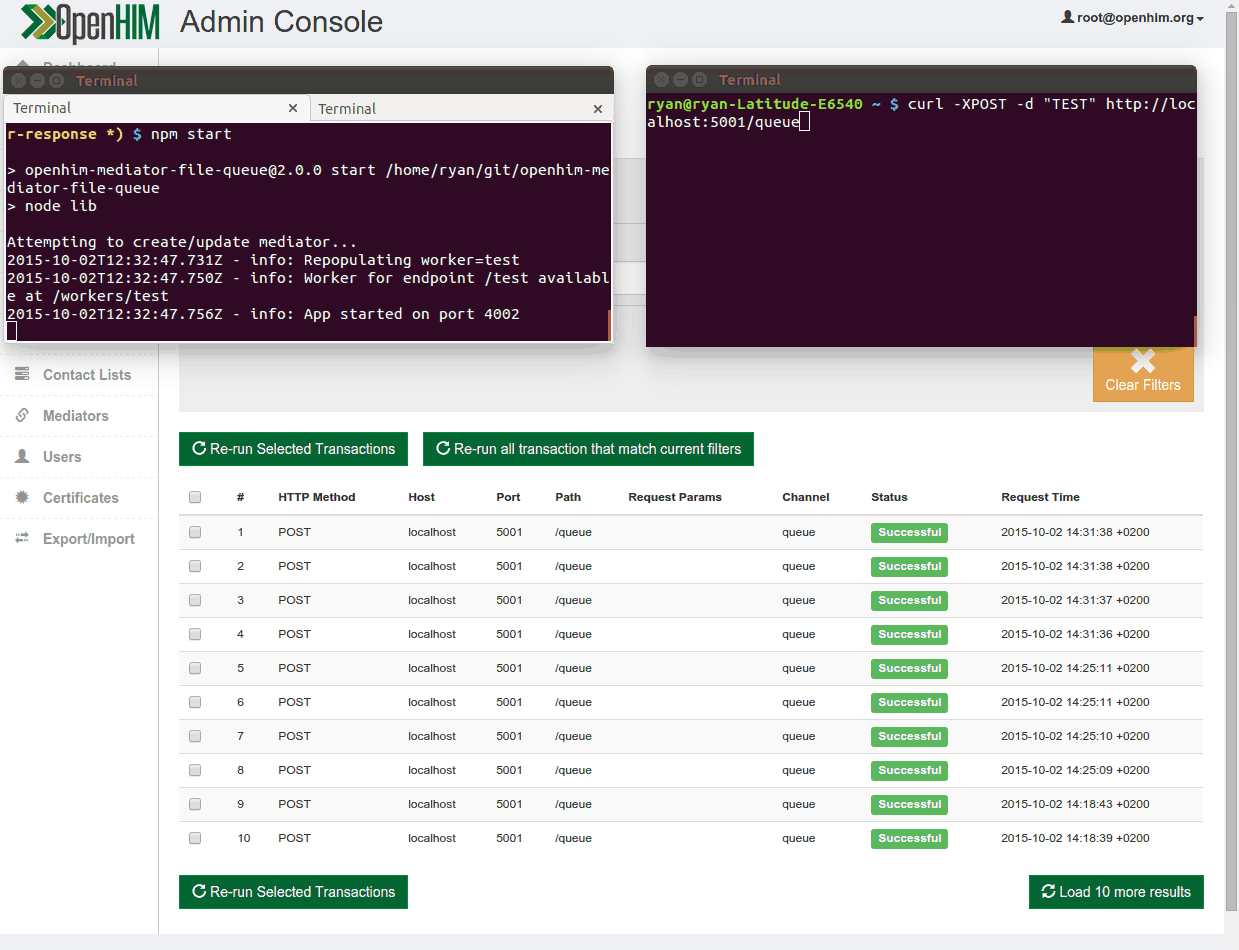 OpenHIM Admin Console
root@openhim.org
Dashboard
Terminal
Terminal
Terminal
r-response *) $ npm start
> openhim-mediator-file-queue@2.0.0 start /home/ryan/git/openhim-me
diator-file-queue
> node lib
Attempting to create/update mediator...
2015-10-02T12:32:47.731Z - info: Repopulating worker=test
2015-10-02T12:32:47.750Z - info: Worker for endpoint /test availabl
e at /workers/test
2015-10-02T12:32:47.756Z - info: App started on port 4002
Terminal
ryan@ryan-Latitude-E6540 ~ $ curl -XPOST -d "TEST" http://loc
alhost:5001/queue
Clear Filters
Contact Lists
Mediators
Users
Certificates
Export/Import
Re-run Selected Transactions Re-run all transaction that match current filters
# HTTP Method Host Port Path Request Params Channel Status Request Time
1 POST localhost 5001 /queue queue Successful 2015-10-02 14:31:38 +0200
2 POST localhost 5001 /queue queue Successful 2015-10-02 14:31:38 +0200
3 POST localhost 5001 /queue queue Successful 2015-10-02 14:31:37 +0200
4 POST localhost 5001 /queue queue Successful 2015-10-02 14:31:36 +0200
5 POST localhost 5001 /queue queue Successful 2015-10-02 14:25:11 +0200
6 POST localhost 5001 /queue queue Successful 2015-10-02 14:25:11 +0200
7 POST localhost 5001 /queue queue Successful 2015-10-02 14:25:10 +0200
8 POST localhost 5001 /queue queue Successful 2015-10-02 14:25:09 +0200
9 POST localhost 5001 /queue queue Successful 2015-10-02 14:18:43 +0200
10 POST localhost 5001 /queue queue Successful 2015-10-02 14:18:39 +0200
Re-run Selected Transactions Load 10 more results